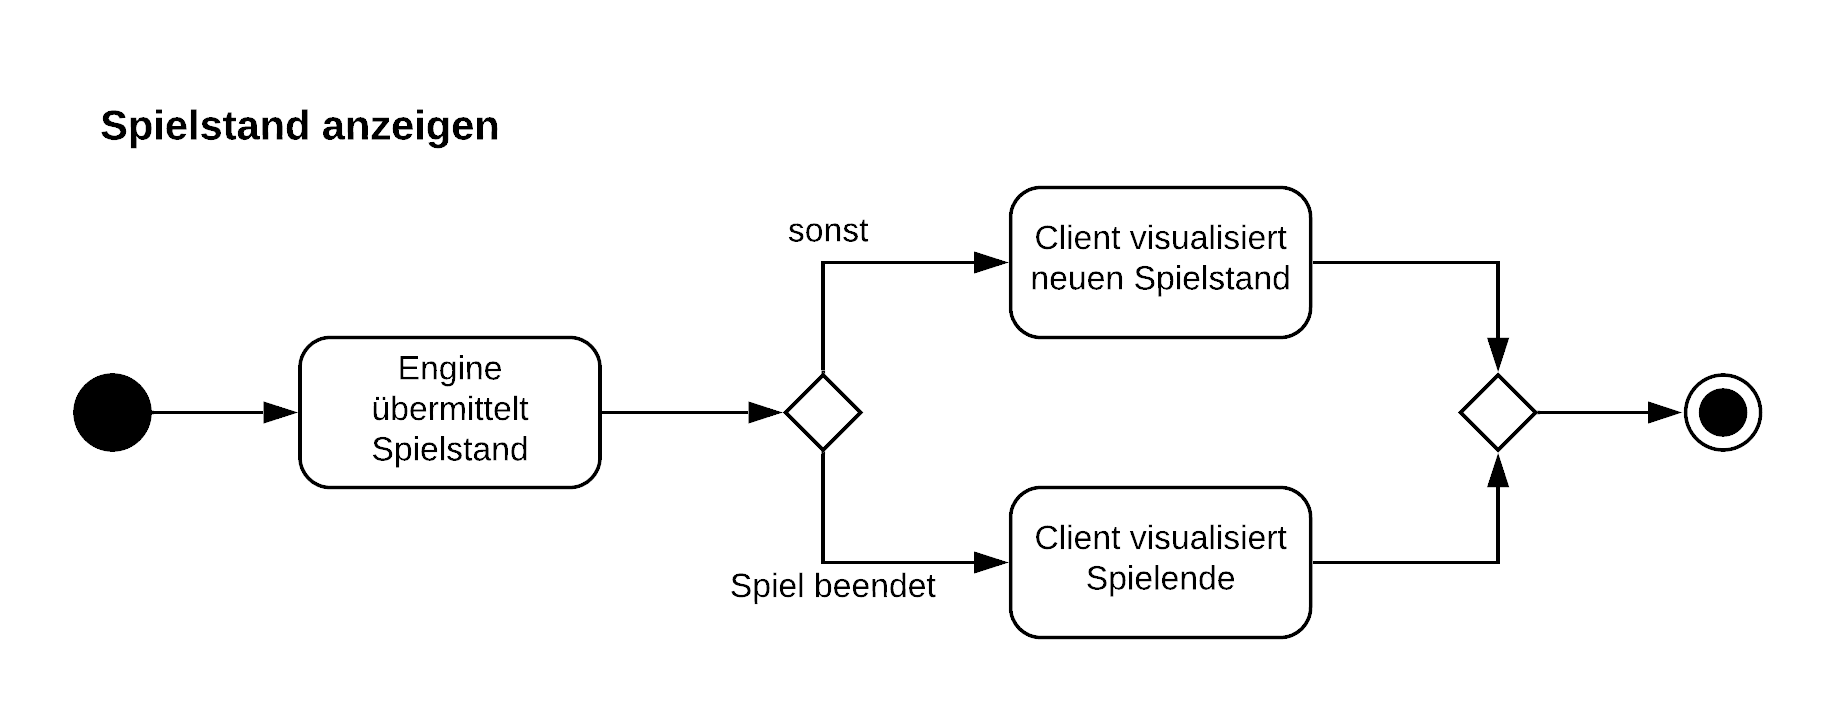 Spielstand anzeigen
Engine
übermittelt
Spielstand
sonst
Client visualisiert
neuen Spielstand
Spiel beendet
Client visualisiert
Spielende